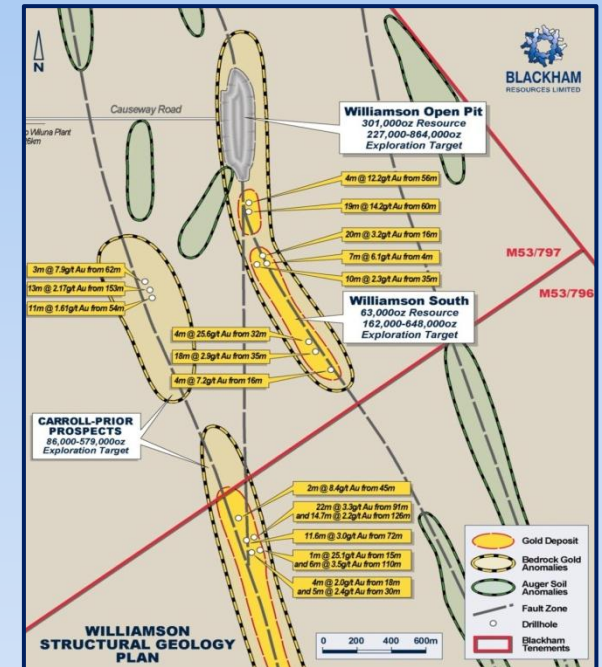 N
BLACKHAM
RESOURCES LIMITED
Causeway Road
Wiluna Plant
Williamson Open Pit
301,000oz Resource
227,000-864,000oz
Exploration Target
4m @ 12.2g/t Au from 56m
19m @ 14.2g/t Au from 60m
20m @ 3.2g/t Au from 16m
7m @ 6.1g/t Au from 4m
10m @ 2.3g/t Au from 35m
M53/797
M53/796
3m @ 7.9g/t Au from 62m
13m @ 2.17g/t Au from 153m
11m @ 1.61g/t Au from 54m
Williamson South
63,000oz Resource
162,000-648,000oz
Exploration Target
4m @ 25.6g/t Au from 32m
18m @ 2.9g/t Au from 35m
4m @ 7.2g/t Au from 16m
CARROLL-PRIOR
PROSPECTS
86,000-579,000oz
Exploration Target
2m @ 8.4g/t Au from 45m
22m @ 3.3g/t Au from 91m
and 14.7m @ 2.2g/t Au from 126m
11.6m @ 3.0g/t Au from 72m
1m @ 25.1g/t Au from 15m
and 6m @ 3.5g/t Au from 110m
4m @ 2.0g/t Au from 18m
and 5m @ 2.4g/t Au from 30m
Gold Deposit
Bedrock Gold
Anomalies
Auger Soil
Anomalies
Fault Zone
Drillhole
Blackham
Tenements
WILLIAMSON
STRUCTURAL GEOLOGY
PLAN
0 200 400 600m